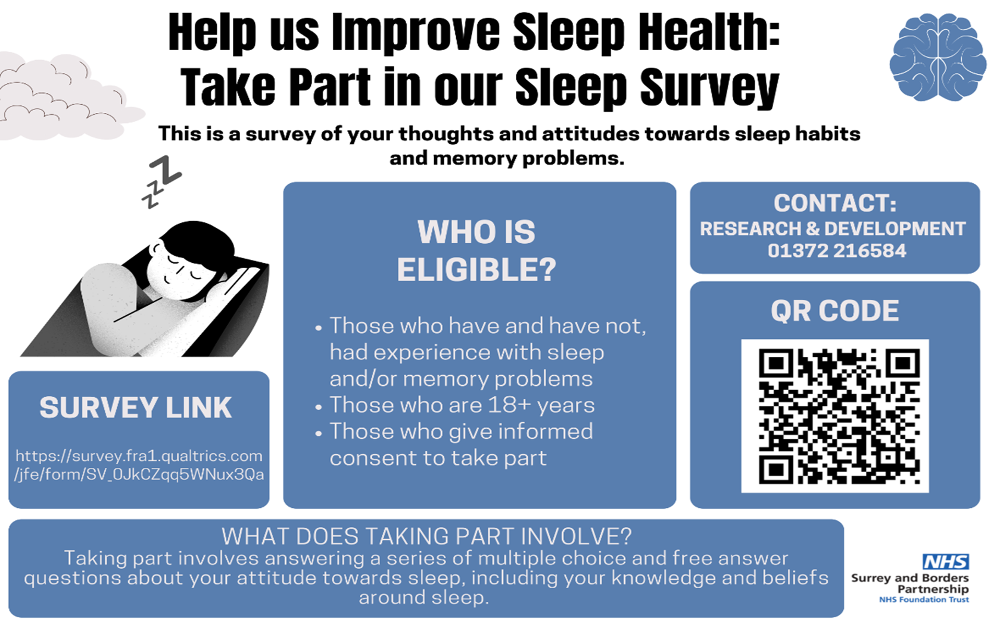 Help us Improve Sleep Health:
Take Part in our Sleep Survey
This is a survey of your thoughts and attitudes towards sleep habits
and memory problems.
Z
Z
Z
SURVEY LINK
https://survey.fra1.qualtrics.com
/jfe/form/SV_0JkCZqq5WNux3Qa
WHO IS
ELIGIBLE?
• Those who have and have not,
had experience with sleep
and/or memory problems
• Those who are 18+ years
• Those who give informed
consent to take part
CONTACT:
RESEARCH & DEVELOPMENT
01372 216584
QR CODE
WHAT DOES TAKING PART INVOLVE?
Taking part involves answering a series of multiple choice and free answer
questions about your attitude towards sleep, including your knowledge and beliefs
around sleep.
NHS
Surrey and Borders
Partnership
NHS Foundation Trust